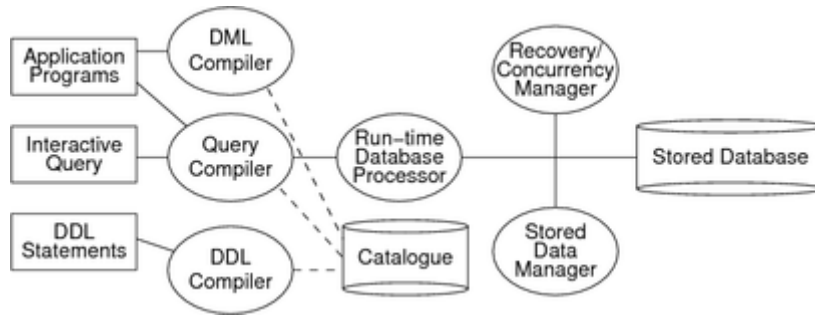 Application
Programs
DML
Compiler
Recovery/
Concurrency
Manager
Interactive
Query
Query
Compiler
Run-time
Database
Processor
Stored Database
DDL
Statements
DDL
Compiler
Catalogue
Stored
Data
Manager